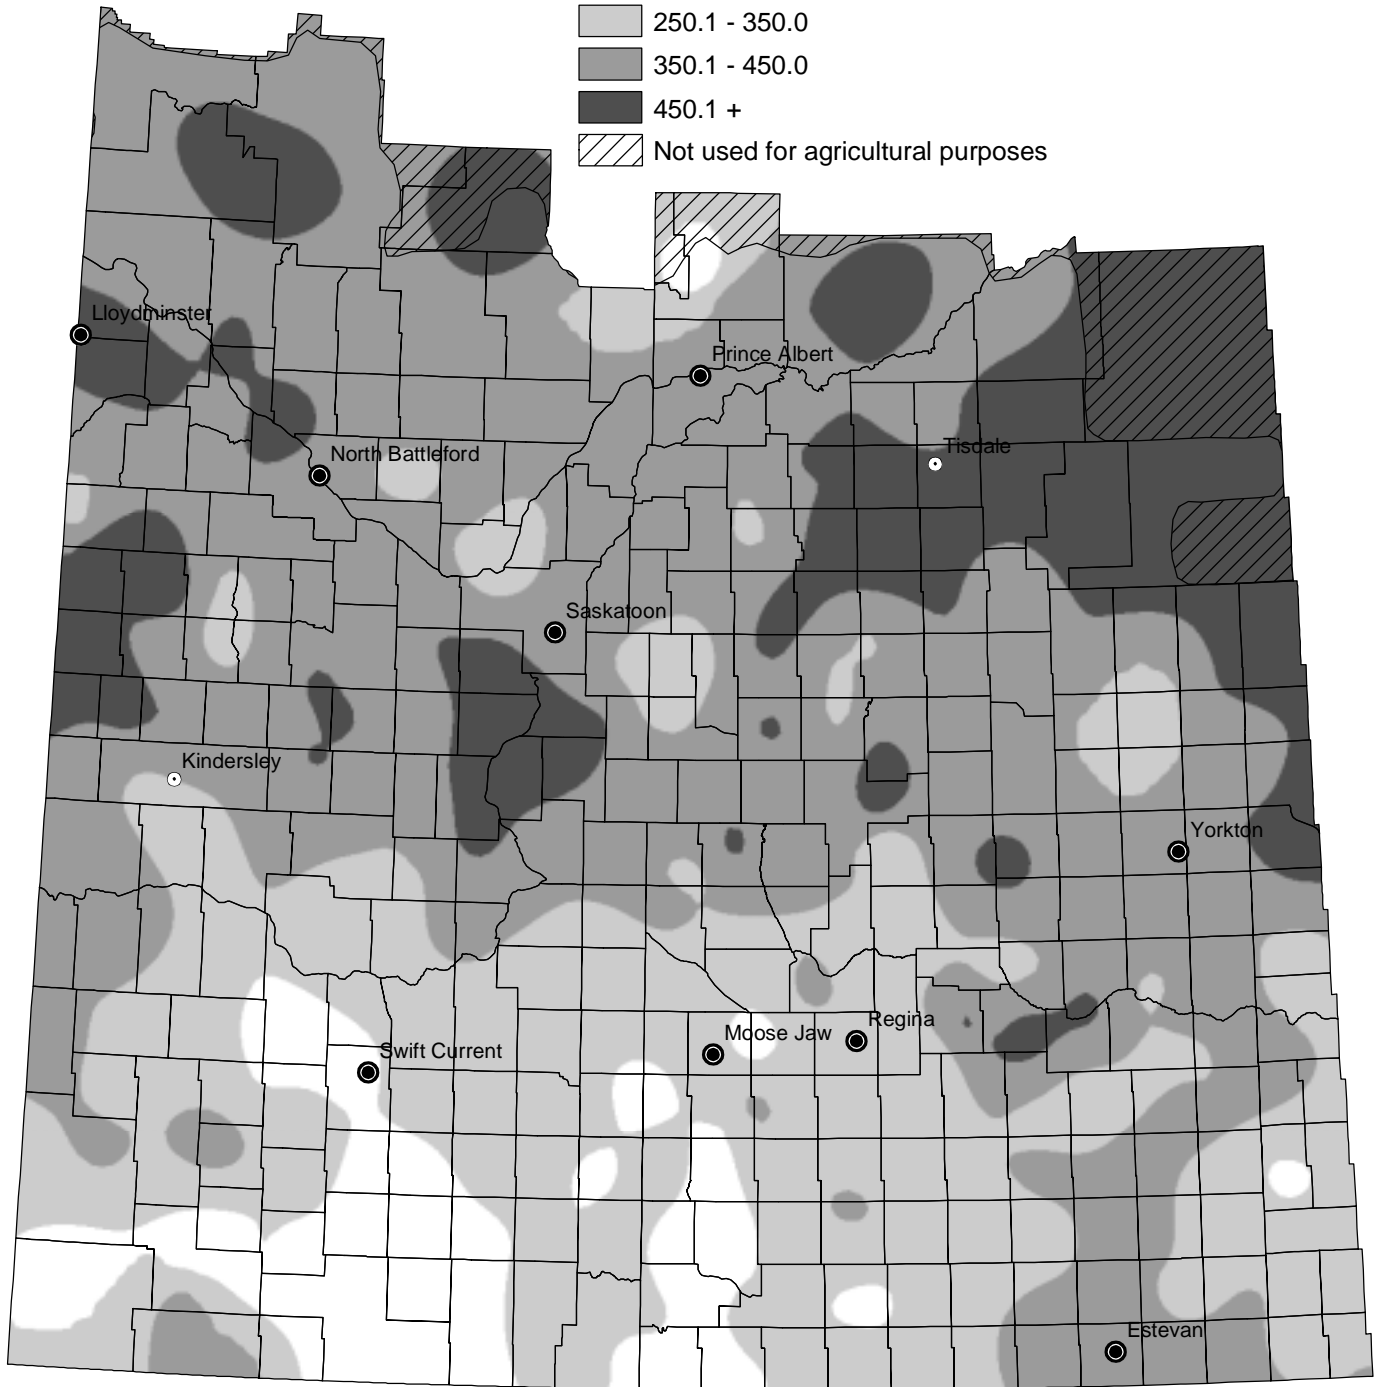 250.1 - 350.0
350.1 - 450.0
450.1 +
Not used for agricultural purposes
Lloydminster
Prince Albert
Tisdale
North Battleford
Saskatoon
Kindersley
Yorkton
Regina
Moose Jaw
Swift Current
Estevan